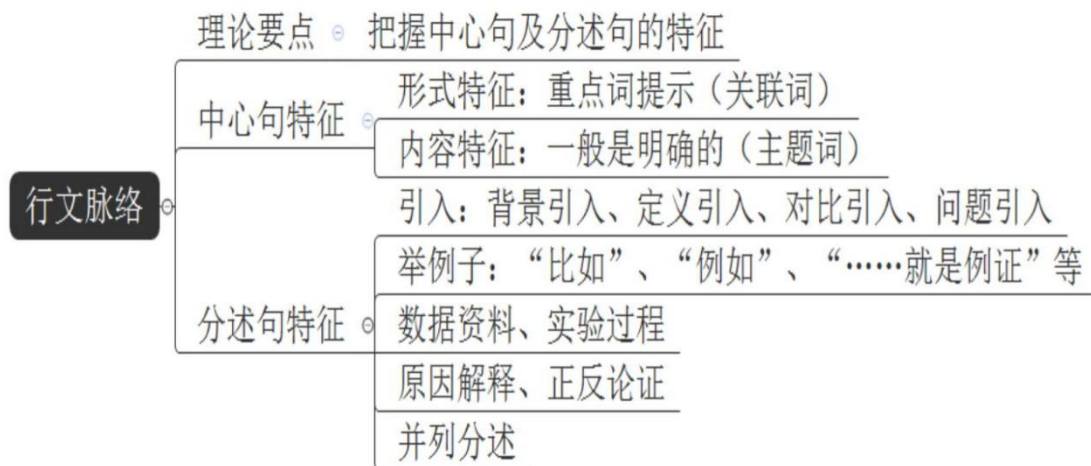 行文脉络
理论要点
把握中心句及分述句的特征
中心句特征
形式特征：重点词提示（关联词）
内容特征：一般是明确的（主题词）
分述句特征
引入：背景引入、定义引入、对比引入、问题引入
举例子：“比如”、“例如”、“……就是例证”等
数据资料、实验过程
原因解释、正反论证
并列分述